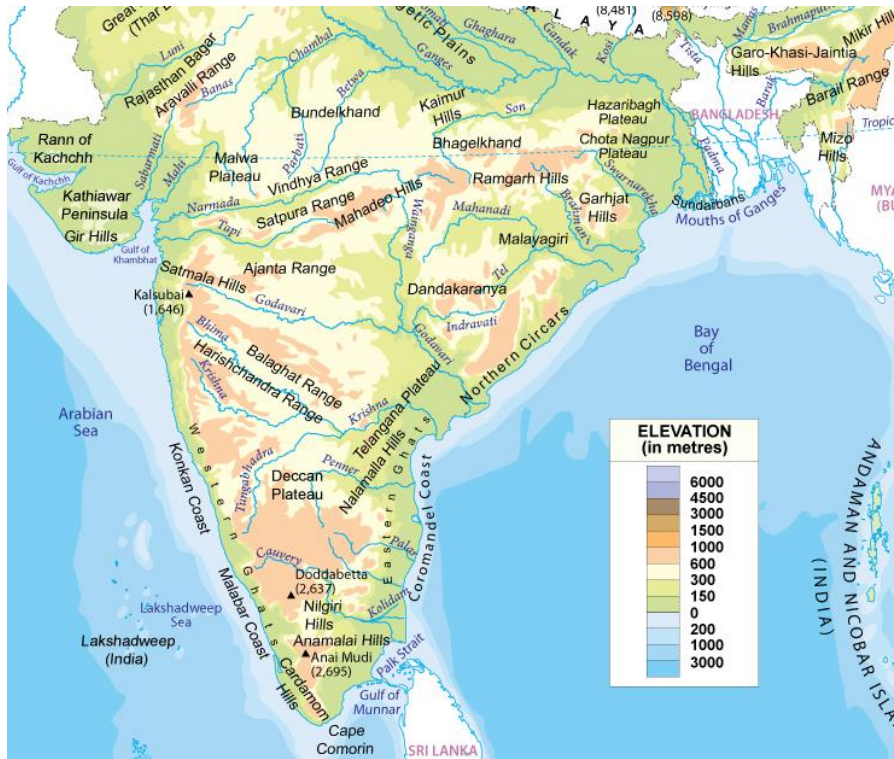 Great
(Thar
Luni
Rajasthan Bagar
Aravalli Range
Banas
Chambal
Ganges
Ghaghara
Gandak
Kosi
(8,481)
(8,598)
A L A Y A
Tista
Manas
Brahmaputra
Mikir Hills
Garo-Khasi-Jaintia
Hills
Barak
Barail Range
BANGLADESH
Padma
Mizo
Hills
Tropic
Rann of
Kachchh
Gulf of Kachchh
Sabarmati
Mahi
Malwa
Plateau
Parbati
Betwa
Bundelkhand
Kaimur
Hills
Son
Hazaribagh
Plateau
Bhagelkhand
Chota Nagpur
Plateau
Kathiawar
Peninsula
Gir Hills
Gulf of
Khambhat
Narmada
Vindhya Range
Tapi
Satpura Range
Mahadeo Hills
Wainganga
Ramgarh Hills
Mahanadi
Brahmani
Garhjat
Hills
Swarnarekha
Sundarbans
Mouths of Ganges
Malayagiri
Tel
Satmala Hills
Ajanta Range
Kalsubai
(1,646)
Godavari
Dandakaranya
Indravati
Godavari
Northern Circars
Bhima
Balaghat Range
Harishchandra Range
Krishna
Krishna
Telangana Plateau
Nalamalla Hills
Bay
of
Bengal
Arabian
Sea
Konkan Coast
Western Ghats
Tungabhadra
Deccan
Plateau
Penner
Eastern Ghats
Coromandel Coast
Palar
Cauvery
Doddabetta
(2,637)
Nilgiri
Hills
Kolidam
Malabar Coast
Anamalai Hills
Anai Mudi
(2,695)
Cardamom
Hills
Palk Strait
Gulf of
Munnar
Cape
Comorin
SRI LANKA
Lakshadweep
Sea
Lakshadweep
(India)
ELEVATION
(in metres)
6000
4500
3000
1500
1000
600
300
150
0
200
1000
3000
ANDAMAN AND NICOBAR
(INDIA)